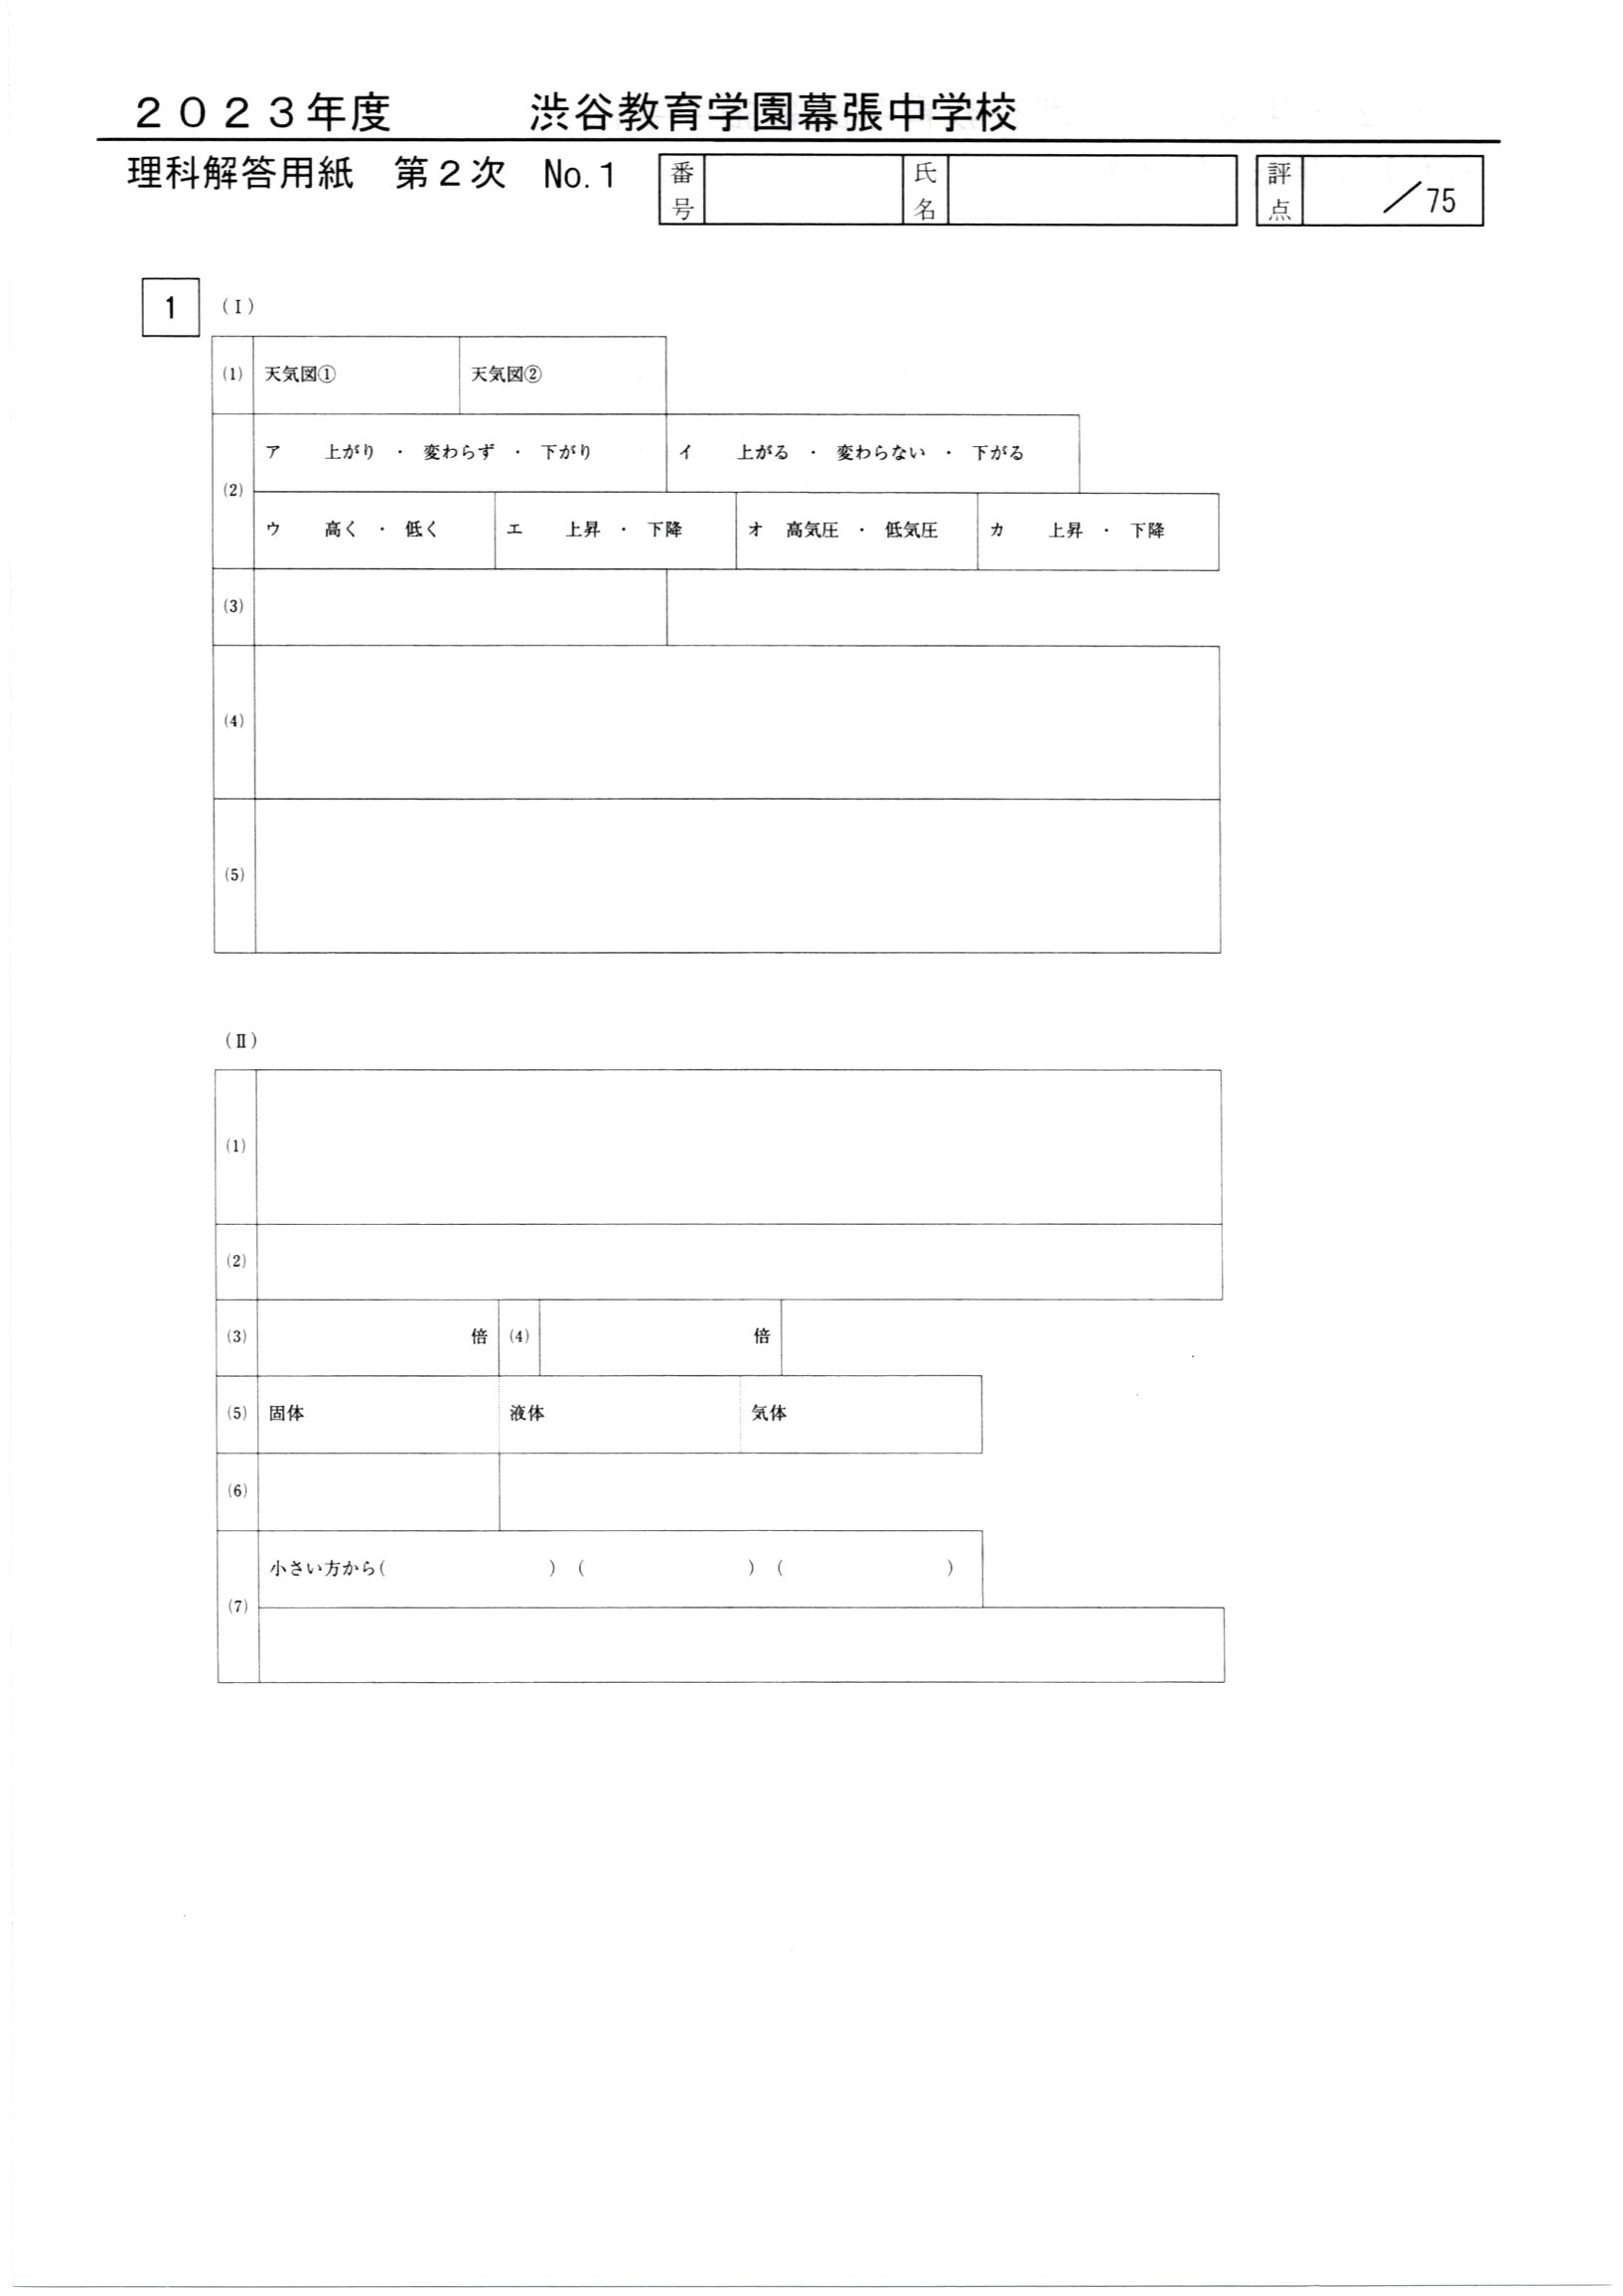 ２０２３年度　渋谷教育学園幕張中学校
理科解答用紙　第２次　No.1　番号　氏名　評点　／75
1　（Ⅰ）
(1)　天気図①　天気図②
(2)　ア　上がり ・ 変わらず ・ 下がり　イ　上がる ・ 変わらない ・ 下がる
ウ　高く ・ 低く　エ　上昇 ・ 下降　オ　高気圧 ・ 低気圧　カ　上昇 ・ 下降
(3)
(4)
(5)
（Ⅱ）
(1)
(2)
(3)　倍　(4)　倍
(5)　固体　液体　気体
(6)
(7)　小さい方から(　　　)　(　　　)　(　　　)